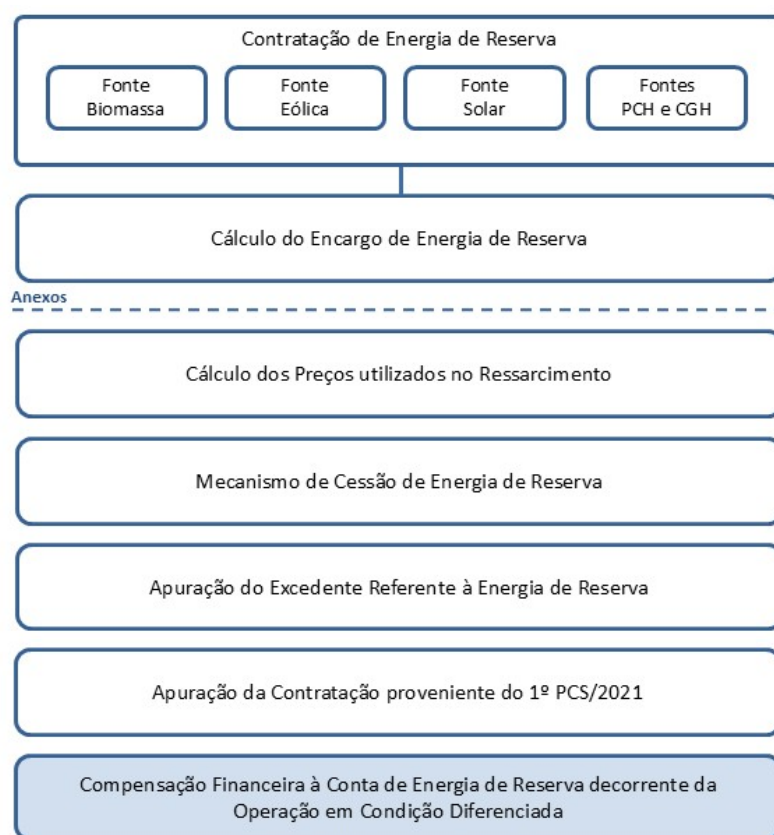 Contratação de Energia de Reserva
Fonte
Biomassa
Fonte
Eólica
Fonte
Solar
Fontes
PCH e CGH
Cálculo do Encargo de Energia de Reserva
Anexos
Cálculo dos Preços utilizados no Ressarcimento
Mecanismo de Cessão de Energia de Reserva
Apuração do Excedente Referente à Energia de Reserva
Apuração da Contratação proveniente do 1º PCS/2021
Compensação Financeira à Conta de Energia de Reserva decorrente da
Operação em Condição Diferenciada